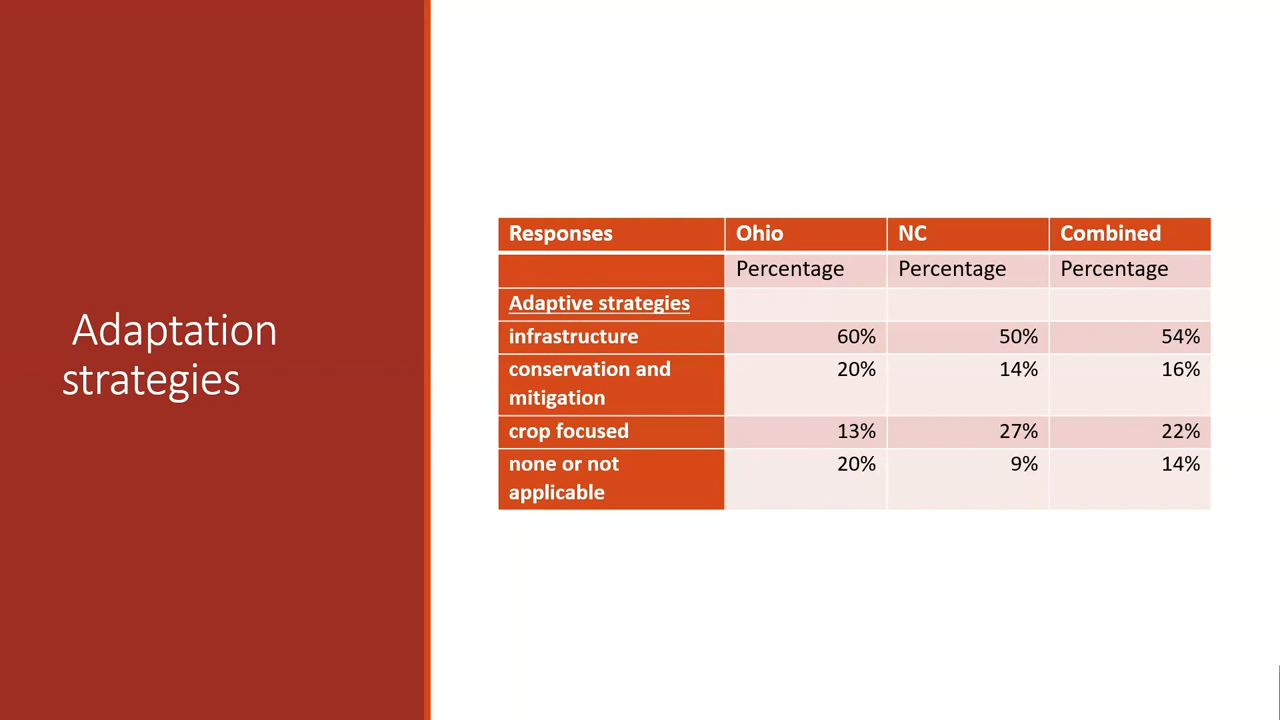 Adaptation
strategies
Responses Ohio NC Combined
Percentage Percentage Percentage
Adaptive strategies
infrastructure 60% 50% 54%
conservation and 20% 14% 16%
mitigation
crop focused 13% 27% 22%
none or not 20% 9% 14%
applicable